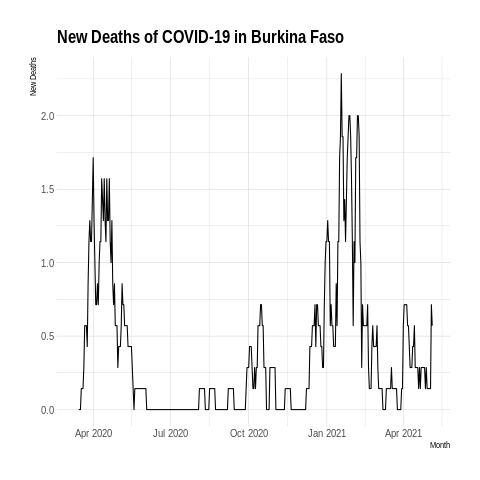 New Deaths of COVID-19 in Burkina Faso
New Deaths
2.0
1.5
1.0
0.5
0.0
Apr 2020 Jul 2020 Oct 2020 Jan 2021 Apr 2021
Month